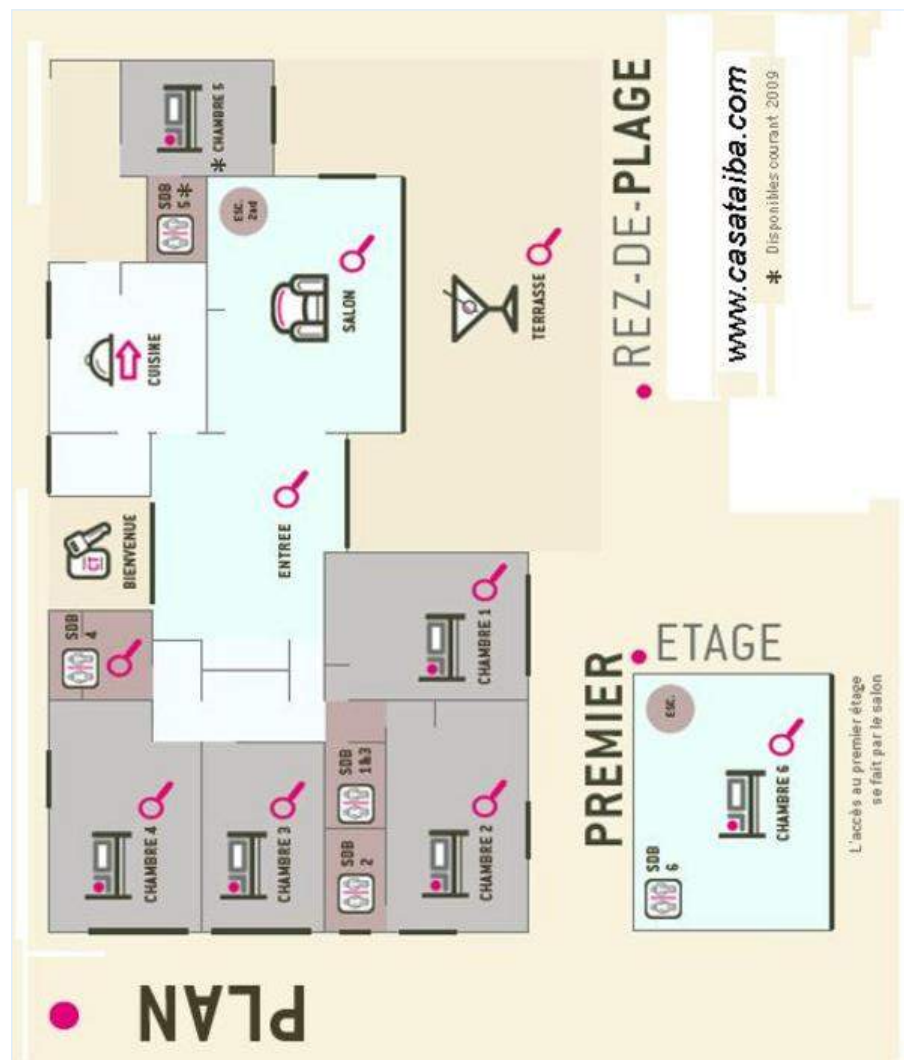 PLAN
CHAMBRE 4
SDB
4
BIENVENUE
CUISINE
SDB
5 *
* CHAMBRE 5
CHAMBRE 3
ENTREE
SALON
ESC.
2ad
SDB
2
SDB
1&3
CHAMBRE 2
CHAMBRE 1
TERRASSE
PREMIER
ETAGE
REZ-DE-PLAGE
SDB
6
CHAMBRE 6
ESC.
L'accès au premier étage
se fait par le salon
www.casataiba.com
* Disponibles courant 2009